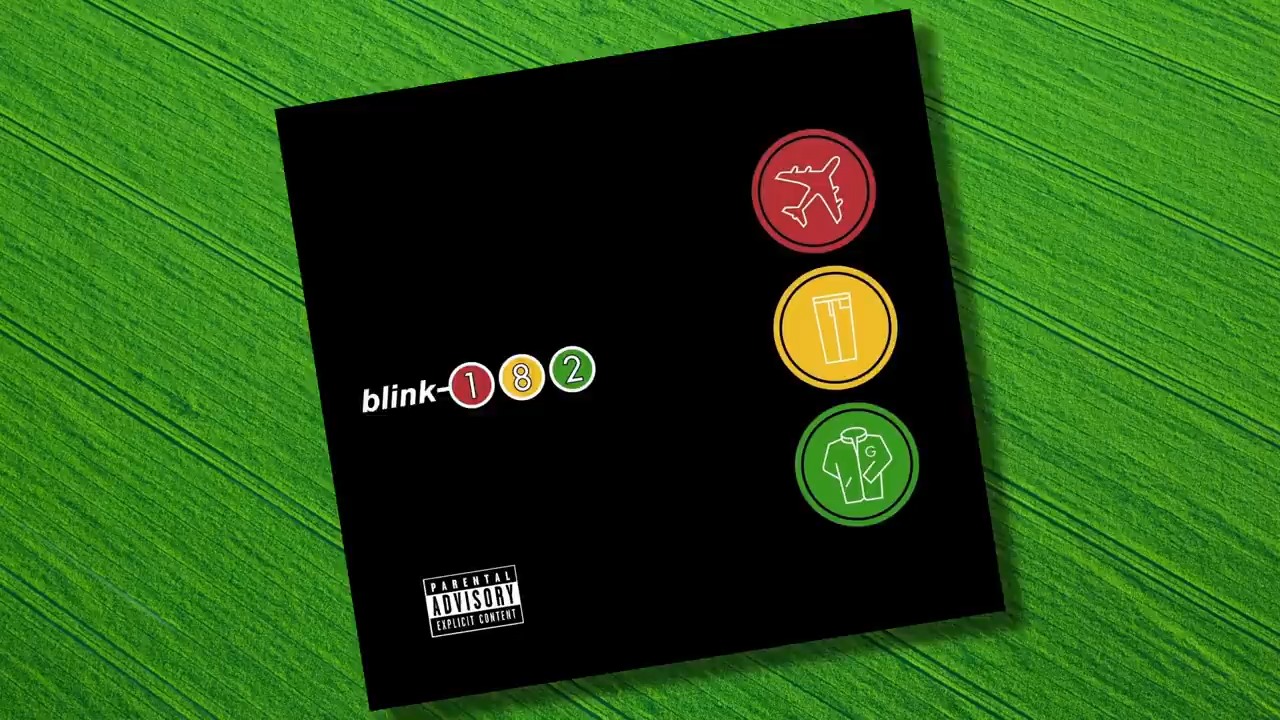 blink-182
G
PARENTAL
ADVISORY
EXPLICIT CONTENT